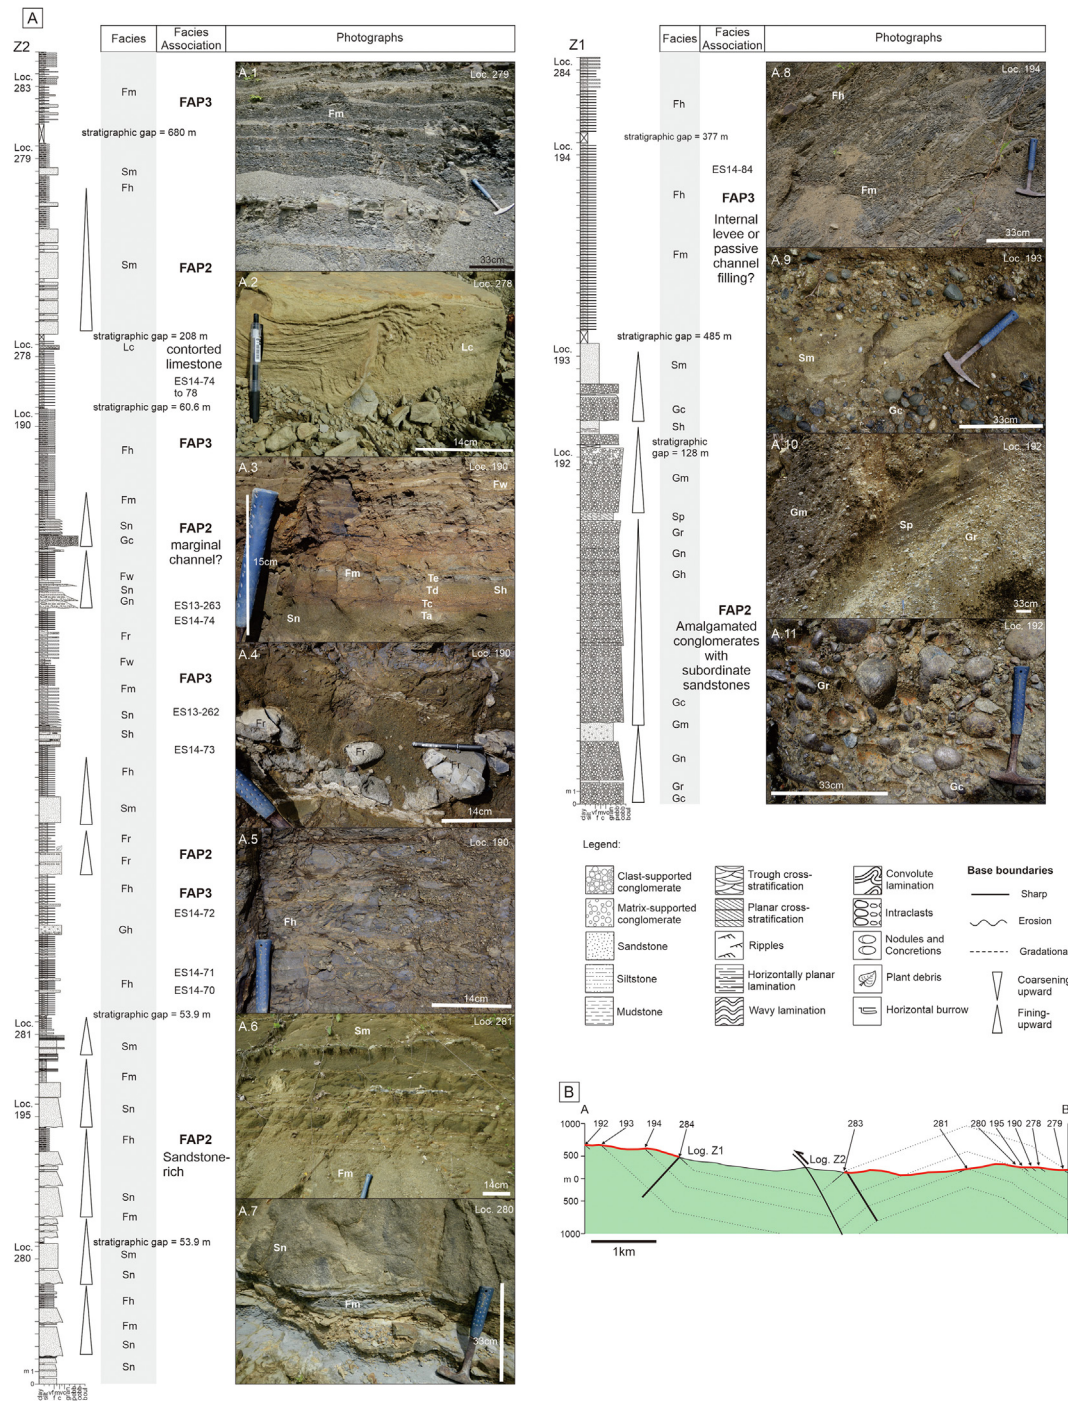 A
Z2
Facies
Facies
Association
Photographs
Loc.
283
Fm
FAP3
stratigraphic gap = 680 m
Loc.
279
Sm
Fh
Sm
FAP2
stratigraphic gap = 208 m
Loc.
278
Lc
contorted
limestone
ES14-74
to 78
stratigraphic gap = 60.6 m
Loc.
190
FAP3
Fh
Fm
Sn
Gc
FAP2
marginal
channel?
Fw
Sn
Gn
ES13-263
ES14-74
Fr
Fw
FAP3
Fm
Sn
ES13-262
Sh
ES14-73
Fh
Sm
Fr
Fr
FAP2
Fh
FAP3
ES14-72
Gh
ES14-71
Fh
ES14-70
stratigraphic gap = 53.9 m
Loc.
281
Sm
Fm
Loc.
195
Sn
Fh
FAP2
Sandstone-
rich
Sn
Fm
stratigraphic gap = 53.9 m
Loc.
280
Sm
Sn
Fh
Fm
Sn
Sn
m 1
0
A.1
Loc. 279
Fm
33cm
A.2
Loc. 278
Lc
14cm
A.3
Loc. 190
Fw
15cm
Fm
Te
Td
Sh
Tc
Ta
Sn
A.4
Loc. 190
Fr
Fr
Fr
14cm
A.5
Loc. 190
Fh
14cm
A.6
Loc. 281
Sm
Fm
14cm
A.7
Loc. 280
Sn
Fm
33cm
Z1
Facies
Facies
Association
Photographs
Loc.
284
Fh
stratigraphic gap = 377 m
Loc.
194
ES14-84
Fh
FAP3
Internal
levee or
passive
channel
filling?
Fm
stratigraphic gap = 485 m
Loc.
193
Sm
Gc
Sh
stratigraphic
gap = 128 m
Loc.
192
Gm
Sp
Gr
Gn
Gh
FAP2
Amalgamated
conglomerates
with
subordinate
sandstones
Gc
Gm
Gn
Gr
Gc
m 1
0
A.8
Loc. 194
Fh
Fm
33cm
A.9
Loc. 193
Sm
Gc
33cm
A.10
Loc. 192
Gm
Sp
Gr
33cm
A.11
Loc. 192
Gr
Gc
33cm
Legend:
Clast-supported
conglomerate
Matrix-supported
conglomerate
Sandstone
Siltstone
Mudstone
Trough cross-
stratification
Planar cross-
stratification
Ripples
Horizontally planar
lamination
Wavy lamination
Convolute
lamination
Intraclasts
Nodules and
Concretions
Plant debris
Horizontal burrow
Base boundaries
Sharp
Erosion
Gradational
Coarsening
upward
Fining-
upward
B
A
B'
1000
500
m 0
500
1000
192 193 194 284
Log. Z1
Log. Z2
283
281
280 195 190 278 279
1km